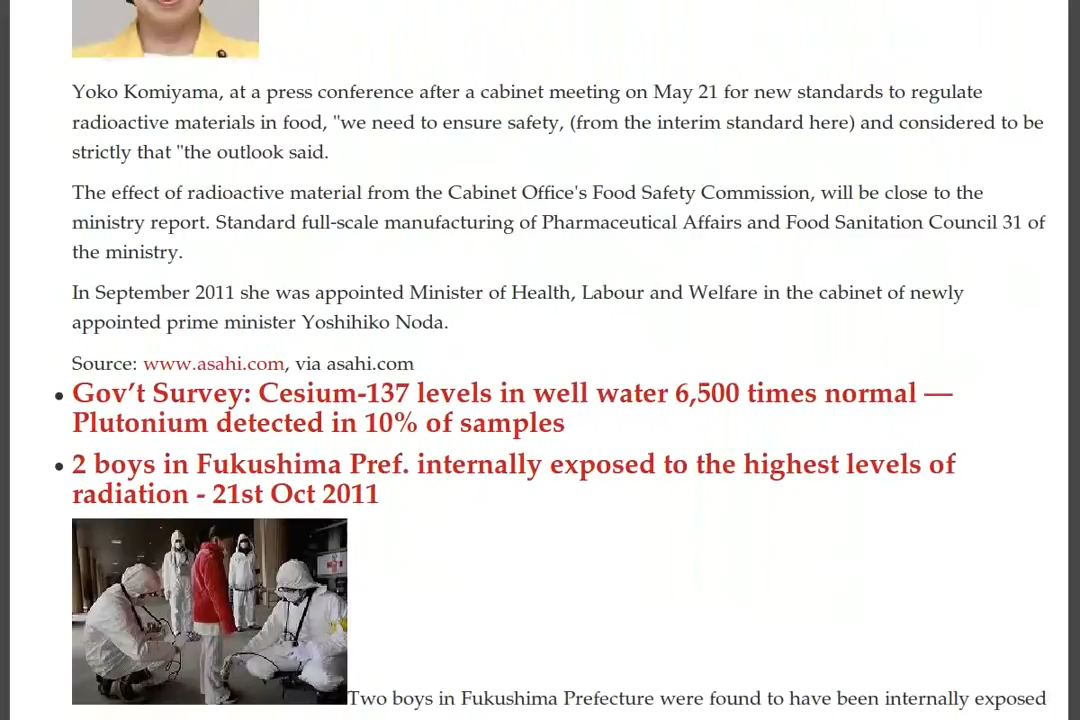 Yoko Komiyama, at a press conference after a cabinet meeting on May 21 for new standards to regulate
radioactive materials in food, "we need to ensure safety, (from the interim standard here) and considered to be
strictly that "the outlook said.
The effect of radioactive material from the Cabinet Office's Food Safety Commission, will be close to the
ministry report. Standard full-scale manufacturing of Pharmaceutical Affairs and Food Sanitation Council 31 of
the ministry.
In September 2011 she was appointed Minister of Health, Labour and Welfare in the cabinet of newly
appointed prime minister Yoshihiko Noda.
Source: www.asahi.com, via asahi.com
• Gov’t Survey: Cesium-137 levels in well water 6,500 times normal —
Plutonium detected in 10% of samples
• 2 boys in Fukushima Pref. internally exposed to the highest levels of
radiation - 21st Oct 2011
Two boys in Fukushima Prefecture were found to have been internally exposed